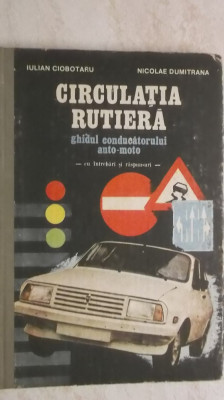 IULIAN CIOBOTARU NICOLAE DUMITRANA
CIRCULAȚIA
RUTIERĂ
ghidul conducătorului
auto-moto
— cu întrebări și răspunsuri —